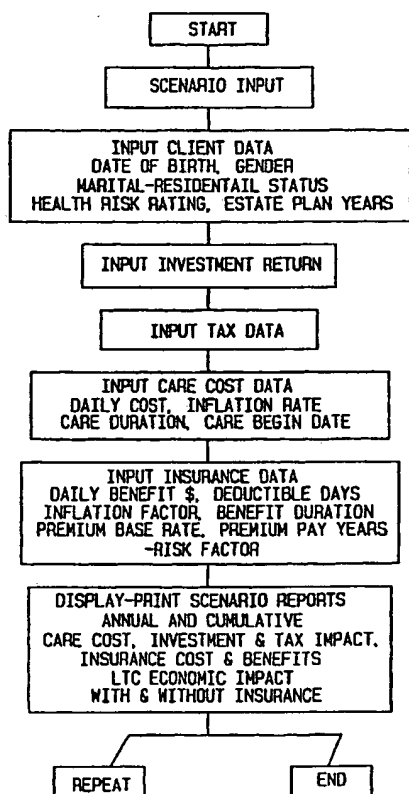 START
SCENARIO INPUT
INPUT CLIENT DATA
DATE OF BIRTH, GENDER
MARITAL-RESIDENTAIL STATUS
HEALTH RISK RATING, ESTATE PLAN YEARS
INPUT INVESTMENT RETURN
INPUT TAX DATA
INPUT CARE COST DATA
DAILY COST, INFLATION RATE
CARE DURATION, CARE BEGIN DATE
INPUT INSURANCE DATA
DAILY BENEFIT $, DEDUCTIBLE DAYS
INFLATION FACTOR, BENEFIT DURATION
PREMIUM BASE RATE, PREMIUM PAY YEARS
-RISK FACTOR
DISPLAY-PRINT SCENARIO REPORTS
ANNUAL AND CUMULATIVE
CARE COST, INVESTMENT & TAX IMPACT,
INSURANCE COST & BENEFITS
LTC ECONOMIC IMPACT
WITH & WITHOUT INSURANCE
REPEAT
END